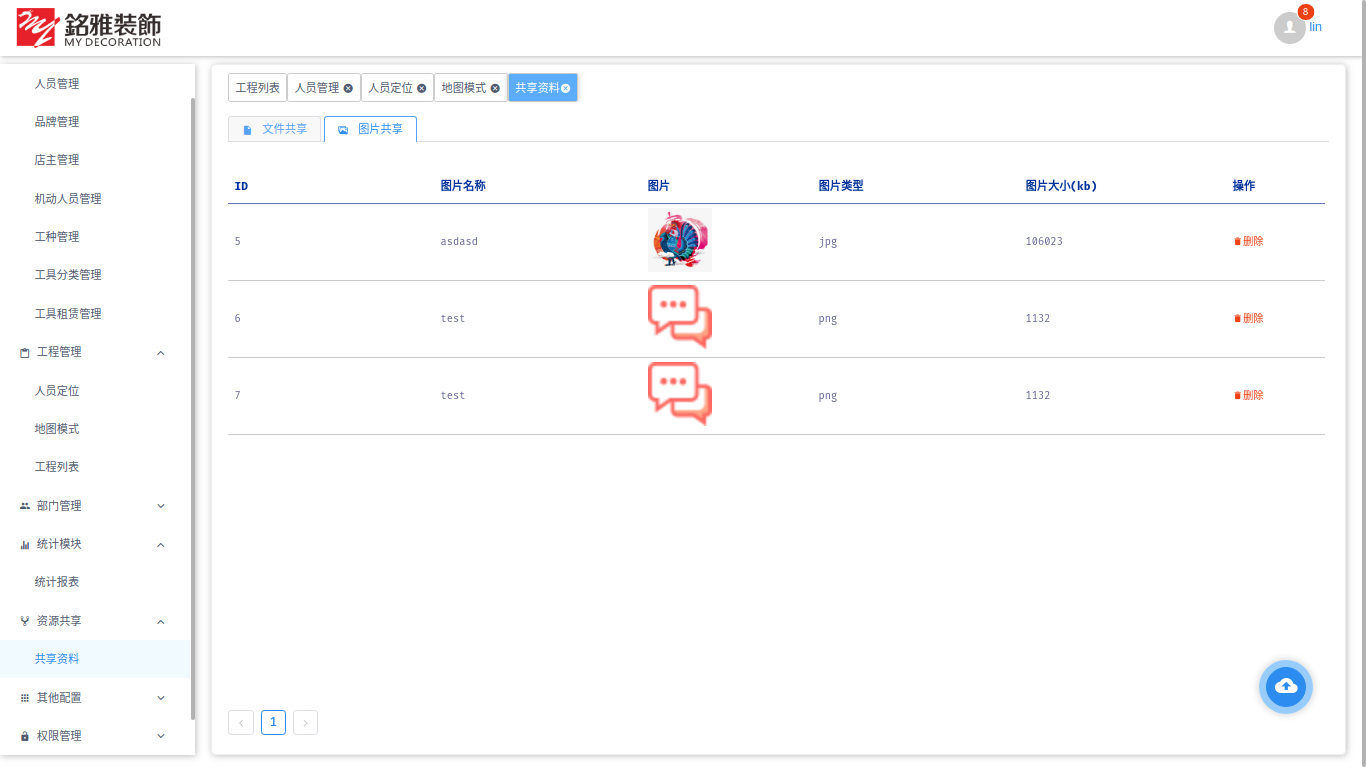 銘雅装飾
MY DECORATION
8
lin
人员管理
品牌管理
店主管理
机动人员管理
工种管理
工具分类管理
工具租赁管理
工程管理
人员定位
地图模式
工程列表
部门管理
统计模块
统计报表
资源共享
共享资料
其他配置
权限管理
工程列表 人员管理 人员定位 地图模式 共享资料
文件共享 图片共享
ID 图片名称 图片 图片类型 图片大小(kb) 操作
5 asdasd jpg 106023 删除
6 test png 1132 删除
7 test png 1132 删除
1